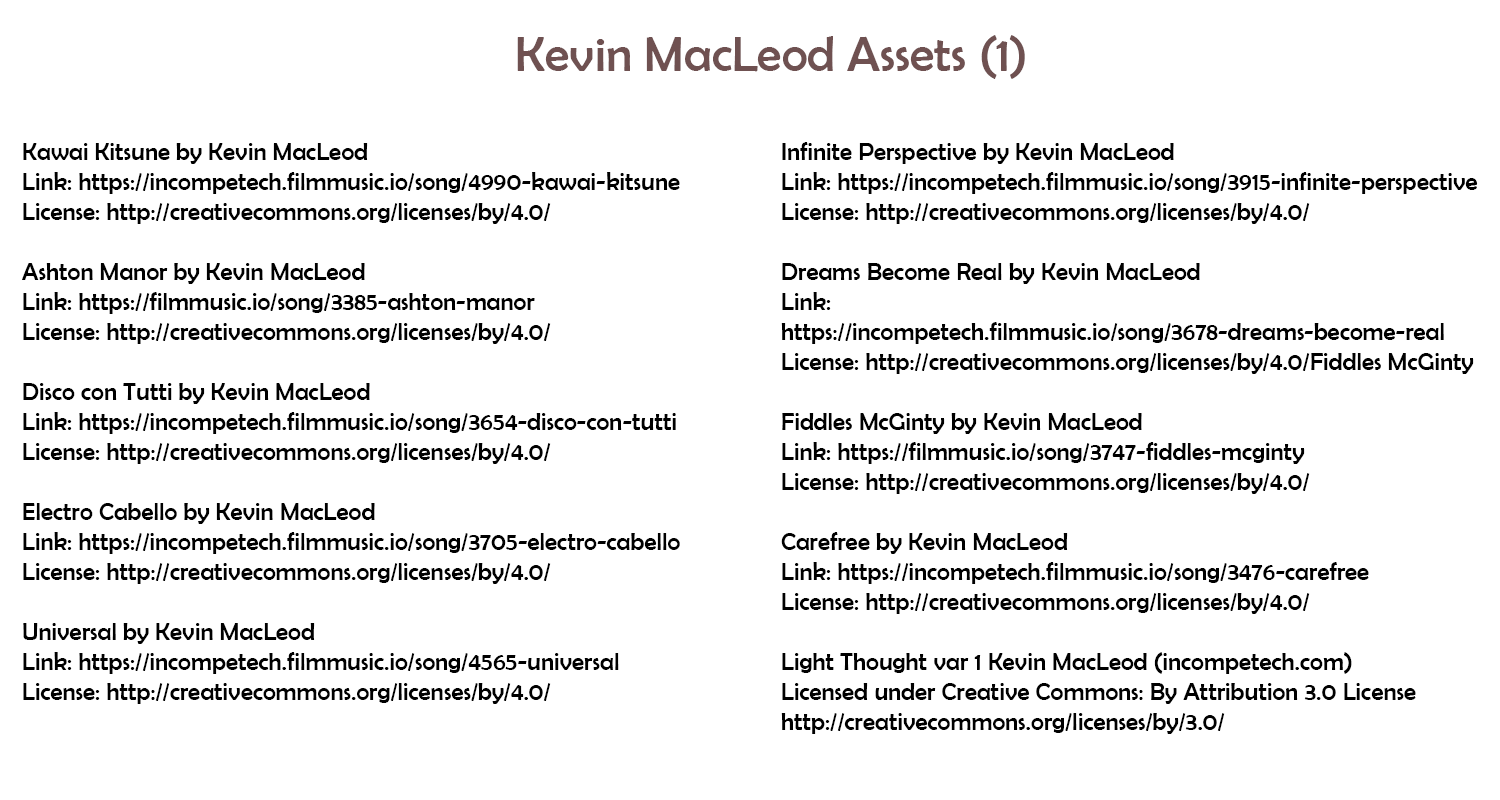 Kevin MacLeod Assets (1)
Kawai Kitsune by Kevin MacLeod
Link: https://incompetech.filmmusic.io/song/4990-kawai-kitsune
License: http://creativecommons.org/licenses/by/4.0/
Ashton Manor by Kevin MacLeod
Link: https://filmmusic.io/song/3385-ashton-manor
License: http://creativecommons.org/licenses/by/4.0/
Disco con Tutti by Kevin MacLeod
Link: https://incompetech.filmmusic.io/song/3654-disco-con-tutti
License: http://creativecommons.org/licenses/by/4.0/
Electro Cabello by Kevin MacLeod
Link: https://incompetech.filmmusic.io/song/3705-electro-cabello
License: http://creativecommons.org/licenses/by/4.0/
Universal by Kevin MacLeod
Link: https://incompetech.filmmusic.io/song/4565-universal
License: http://creativecommons.org/licenses/by/4.0/
Infinite Perspective by Kevin MacLeod
Link: https://incompetech.filmmusic.io/song/3915-infinite-perspective
License: http://creativecommons.org/licenses/by/4.0/
Dreams Become Real by Kevin MacLeod
Link:
https://incompetech.filmmusic.io/song/3678-dreams-become-real
License: http://creativecommons.org/licenses/by/4.0/Fiddles McGinty
Fiddles McGinty by Kevin MacLeod
Link: https://filmmusic.io/song/3747-fiddles-mcginty
License: http://creativecommons.org/licenses/by/4.0/
Carefree by Kevin MacLeod
Link: https://incompetech.filmmusic.io/song/3476-carefree
License: http://creativecommons.org/licenses/by/4.0/
Light Thought var 1 Kevin MacLeod (incompetech.com)
Licensed under Creative Commons: By Attribution 3.0 License
http://creativecommons.org/licenses/by/3.0/